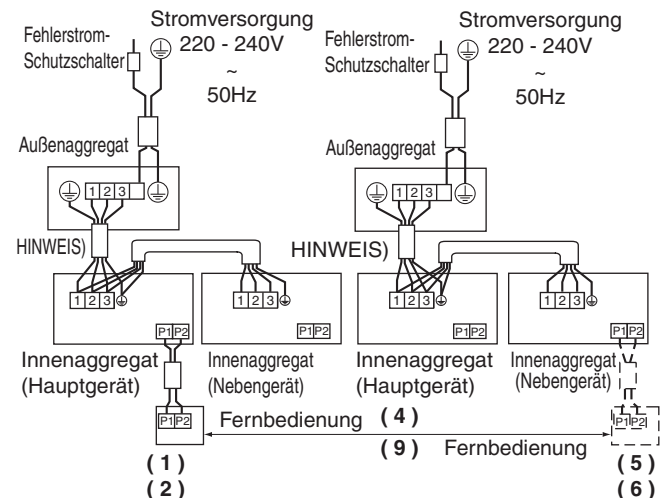 Stromversorgung
220 - 240V
~
50Hz
Fehlerstrom-
Schutzschalter
Außenaggregat
1 2 3
HINWEIS)
1 2 3
P1 P2
Innenaggregat
(Hauptgerät)
1 2 3
P1 P2
Innenaggregat
(Nebengerät)
P1 P2
( 1 )
( 2 )
Stromversorgung
220 - 240V
~
50Hz
Fehlerstrom-
Schutzschalter
Außenaggregat
1 2 3
HINWEIS)
1 2 3
P1 P2
Innenaggregat
(Hauptgerät)
1 2 3
P1 P2
Innenaggregat
(Nebengerät)
P1 P2
Fernbedienung ( 4 )
( 9 ) Fernbedienung
( 5 )
( 6 )